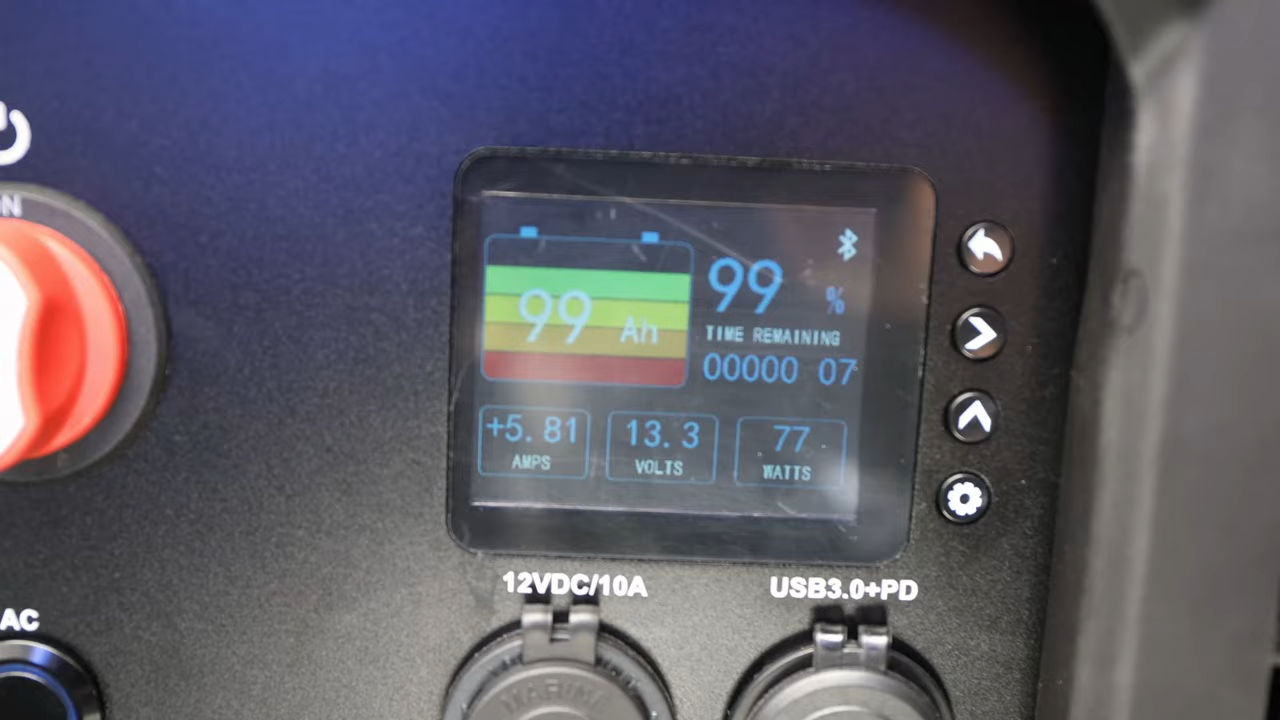 99 Ah
99 %
TIME REMAINING
00000 07
+5.81
AMPS
13.3
VOLTS
77
WATTS
12VDC/10A
USB3.0+PD
AC